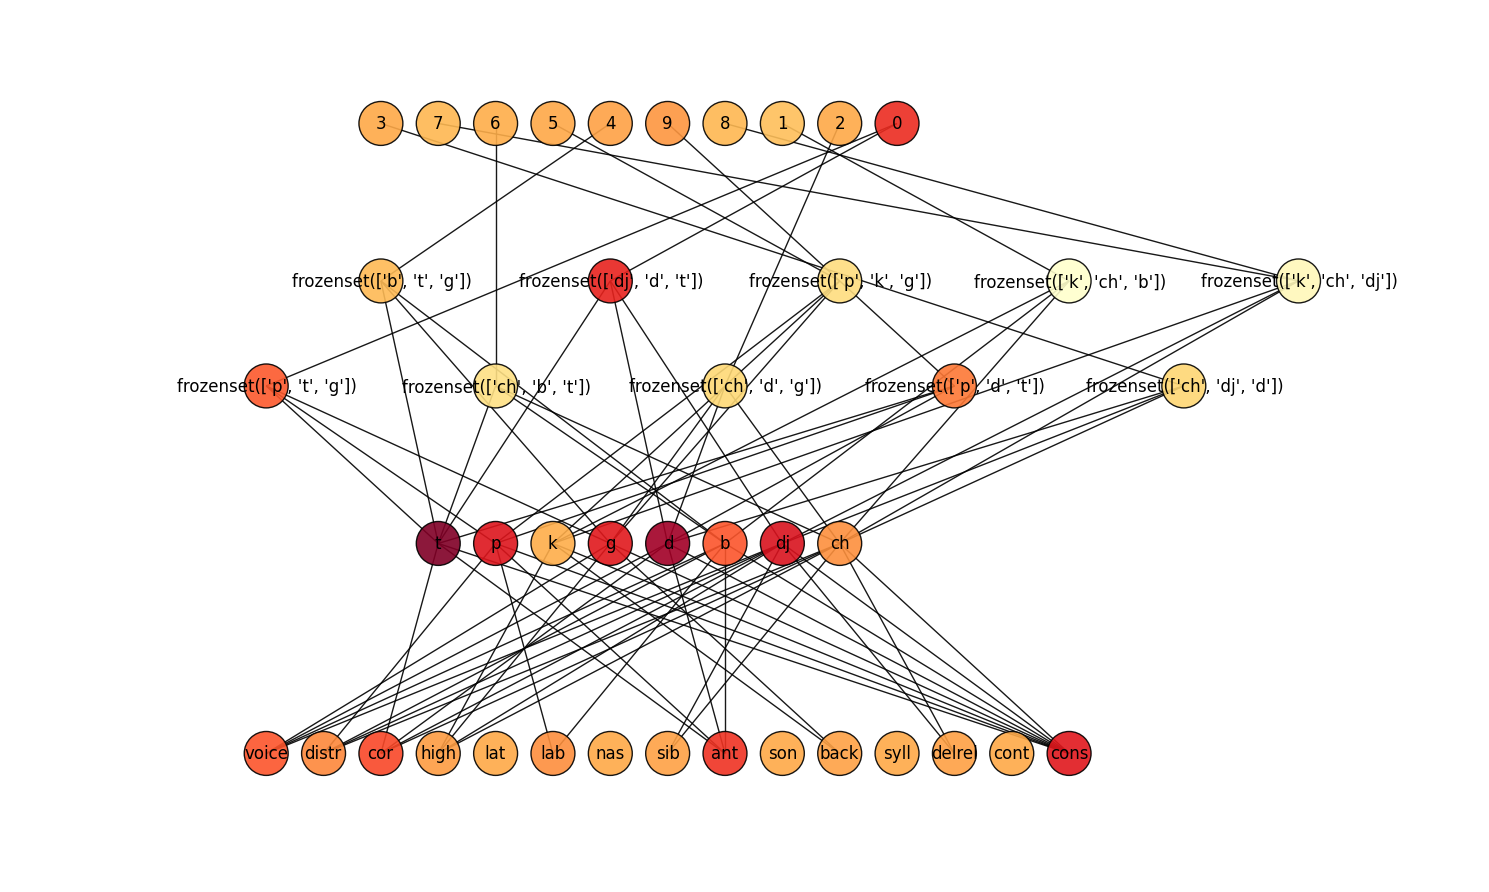 3 7 6 5 4 9 8 1 2 0
frozenset(['b', 't', 'g']) frozenset(['dj', 'd', 't']) frozenset(['p', 'k', 'g']) frozenset(['k', 'ch', 'b']) frozenset(['k', 'ch', 'dj'])
frozenset(['p', 't', 'g']) frozenset(['ch', 'b', 't']) frozenset(['ch', 'd', 'g']) frozenset(['p', 'd', 't']) frozenset(['ch', 'dj', 'd'])
t p k g d b dj ch
voice distr cor high lat lab nas sib ant son back syll delrel cont cons